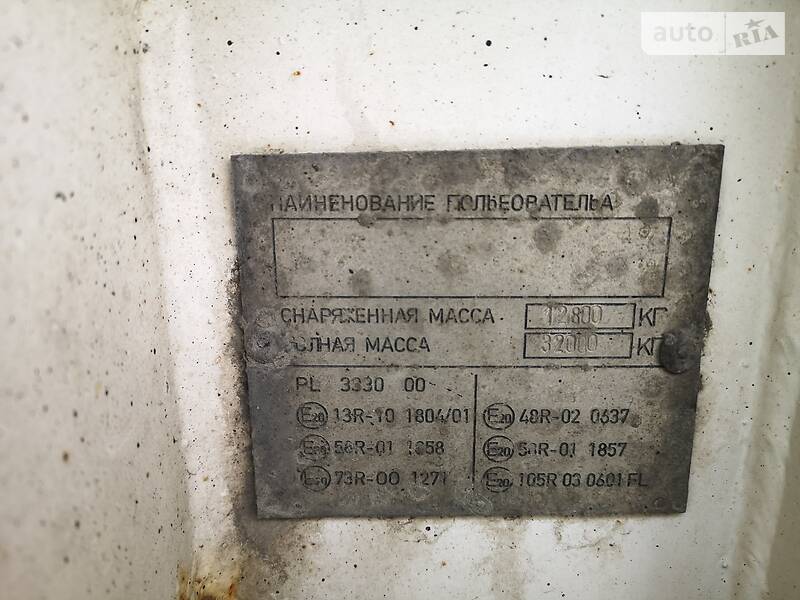 auto RIA
НАИМЕНОВАНИЕ ПОЛЬЗОВАТЕЛЬА
СНАРЯЖЕННАЯ МАССА 12800 КГ
ПОЛНАЯ МАССА 32000 КГ
PL 3330 00
E20 13R-10 1804/01 E20 48R-02 0637
E20 58R-01 1858 E20 58R-01 1857
E20 73R-00 1271 E20 105R 03 0601 FL